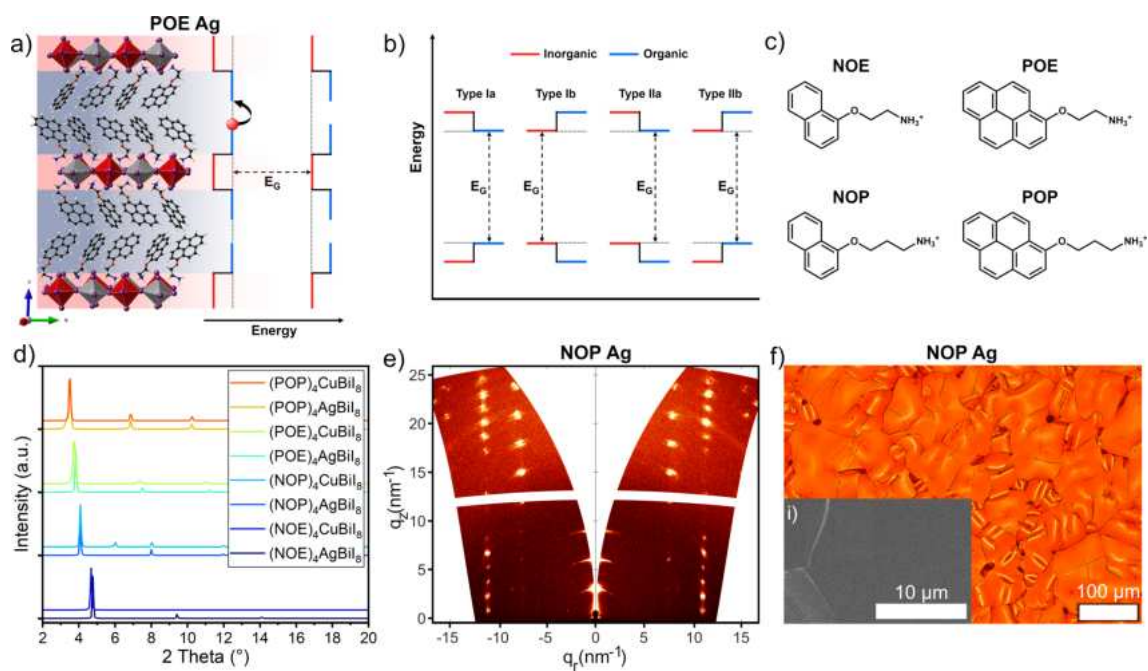 POE Ag
a)
E_G
Energy
b)
Inorganic
Organic
Type Ia
Type Ib
Type IIa
Type IIb
Energy
E_G
E_G
E_G
E_G
c)
NOE
POE
O
NH₃⁺
O
NH₃⁺
NOP
POP
O
NH₃⁺
O
NH₃⁺
d)
(POP)₄CuBiI₈
(POP)₄AgBiI₈
(POE)₄CuBiI₈
(POE)₄AgBiI₈
(NOP)₄CuBiI₈
(NOP)₄AgBiI₈
(NOE)₄CuBiI₈
(NOE)₄AgBiI₈
Intensity (a.u.)
2 4 6 8 10 12 14 16 18 20
2 Theta (°)
e)
NOP Ag
25
20
15
10
5
0
q_z(nm⁻¹)
-15 -10 -5 0 5 10 15
q_r(nm⁻¹)
f)
NOP Ag
i)
10 µm
100 µm